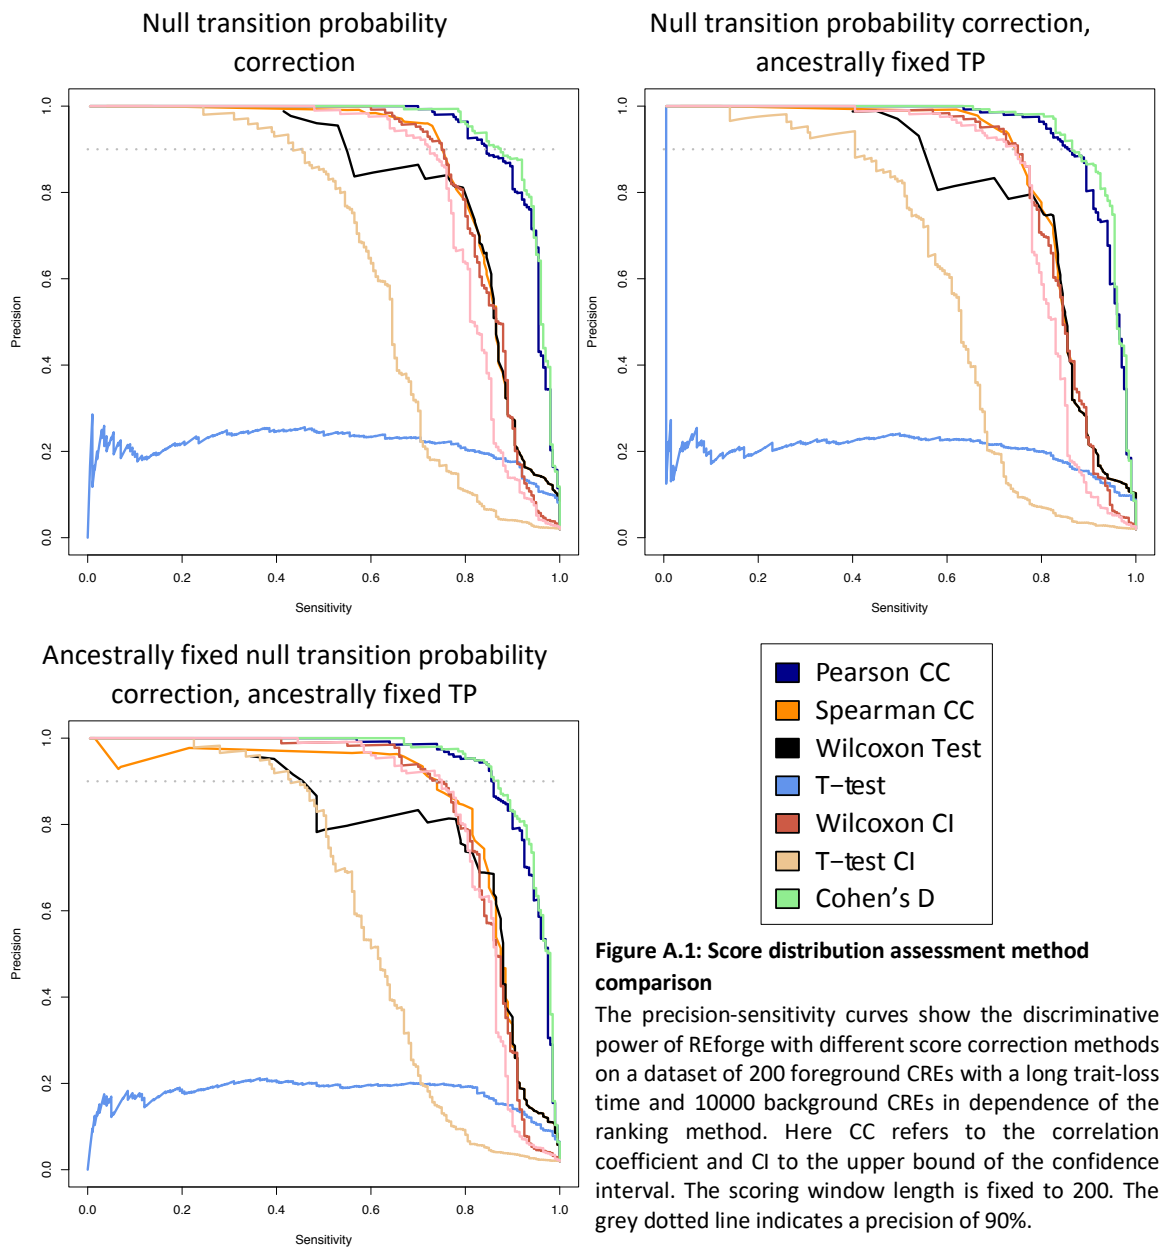 Null transition probability
correction
1.0
0.8
0.6
0.4
0.2
0.0
Precision
0.0 0.2 0.4 0.6 0.8 1.0
Sensitivity
Null transition probability correction,
ancestrally fixed TP
1.0
0.8
0.6
0.4
0.2
0.0
Precision
0.0 0.2 0.4 0.6 0.8 1.0
Sensitivity
Ancestrally fixed null transition probability
correction, ancestrally fixed TP
1.0
0.8
0.6
0.4
0.2
0.0
Precision
0.0 0.2 0.4 0.6 0.8 1.0
Sensitivity
Pearson CC
Spearman CC
Wilcoxon Test
T−test
Wilcoxon CI
T−test CI
Cohen’s D
Figure A.1: Score distribution assessment method
comparison
The precision-sensitivity curves show the discriminative
power of REforge with different score correction methods
on a dataset of 200 foreground CREs with a long trait-loss
time and 10000 background CREs in dependence of the
ranking method. Here CC refers to the correlation
coefficient and CI to the upper bound of the confidence
interval. The scoring window length is fixed to 200. The
grey dotted line indicates a precision of 90%.